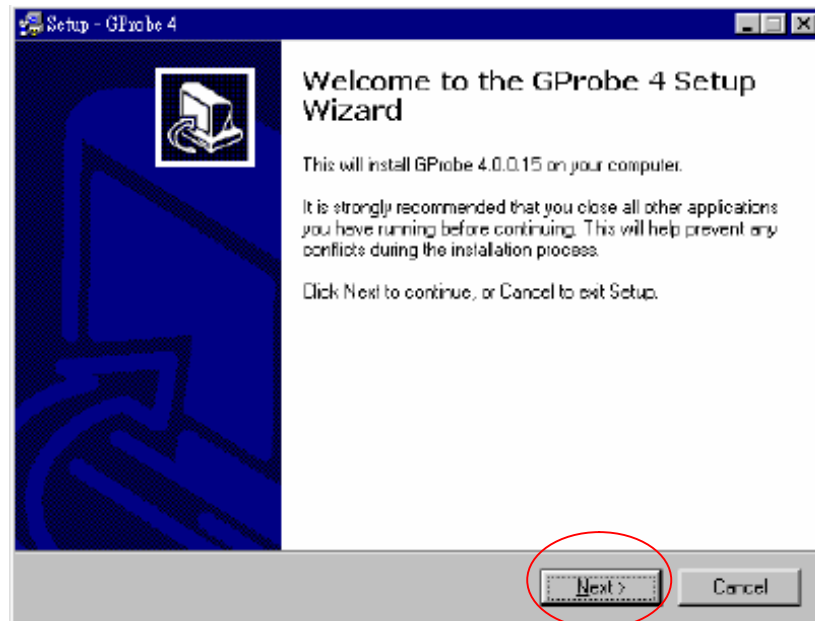 Setup - GProbe 4
Welcome to the GProbe 4 Setup
Wizard
This will install GProbe 4.0.0.15 on your computer.
It is strongly recommended that you close all other applications
you have running before continuing. This will help prevent any
conflicts during the installation process.
Click Next to continue, or Cancel to exit Setup.
Next >
Cancel